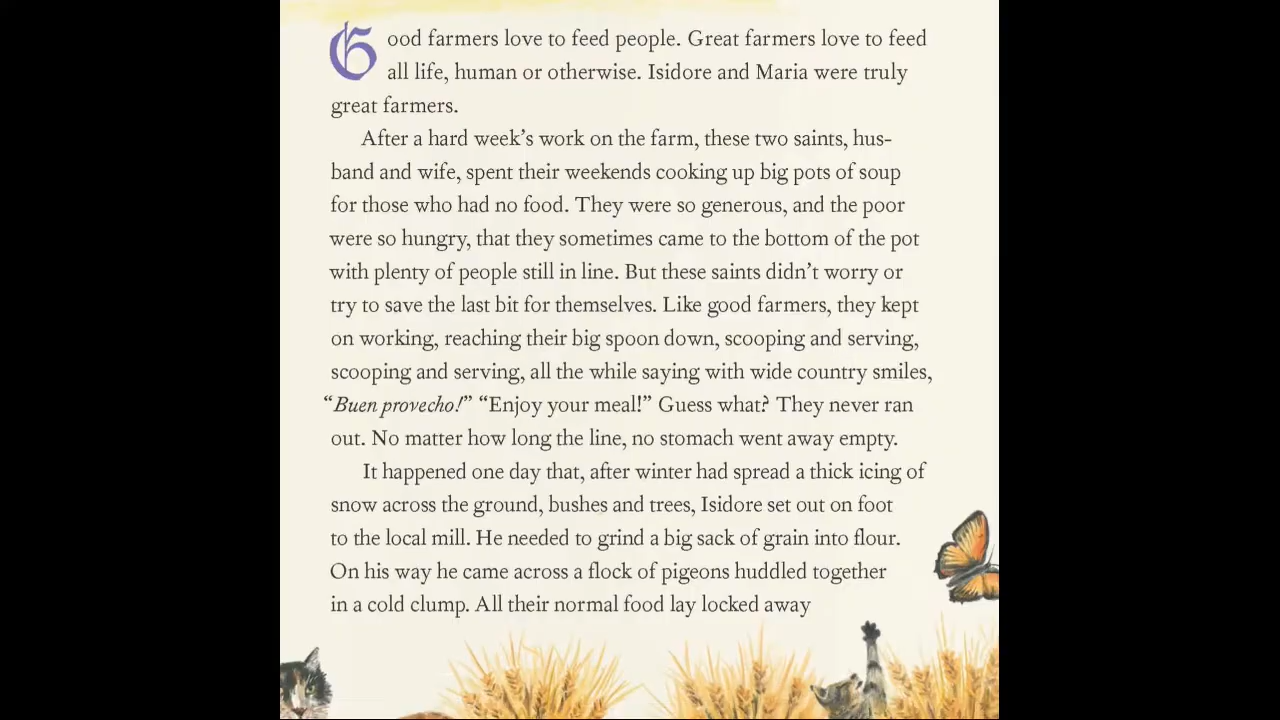 Good farmers love to feed people. Great farmers love to feed
all life, human or otherwise. Isidore and Maria were truly
great farmers.
After a hard week's work on the farm, these two saints, hus-
band and wife, spent their weekends cooking up big pots of soup
for those who had no food. They were so generous, and the poor
were so hungry, that they sometimes came to the bottom of the pot
with plenty of people still in line. But these saints didn't worry or
try to save the last bit for themselves. Like good farmers, they kept
on working, reaching their big spoon down, scooping and serving,
scooping and serving, all the while saying with wide country smiles,
“Buen provecho!” “Enjoy your meal!” Guess what? They never ran
out. No matter how long the line, no stomach went away empty.
It happened one day that, after winter had spread a thick icing of
snow across the ground, bushes and trees, Isidore set out on foot
to the local mill. He needed to grind a big sack of grain into flour.
On his way he came across a flock of pigeons huddled together
in a cold clump. All their normal food lay locked away